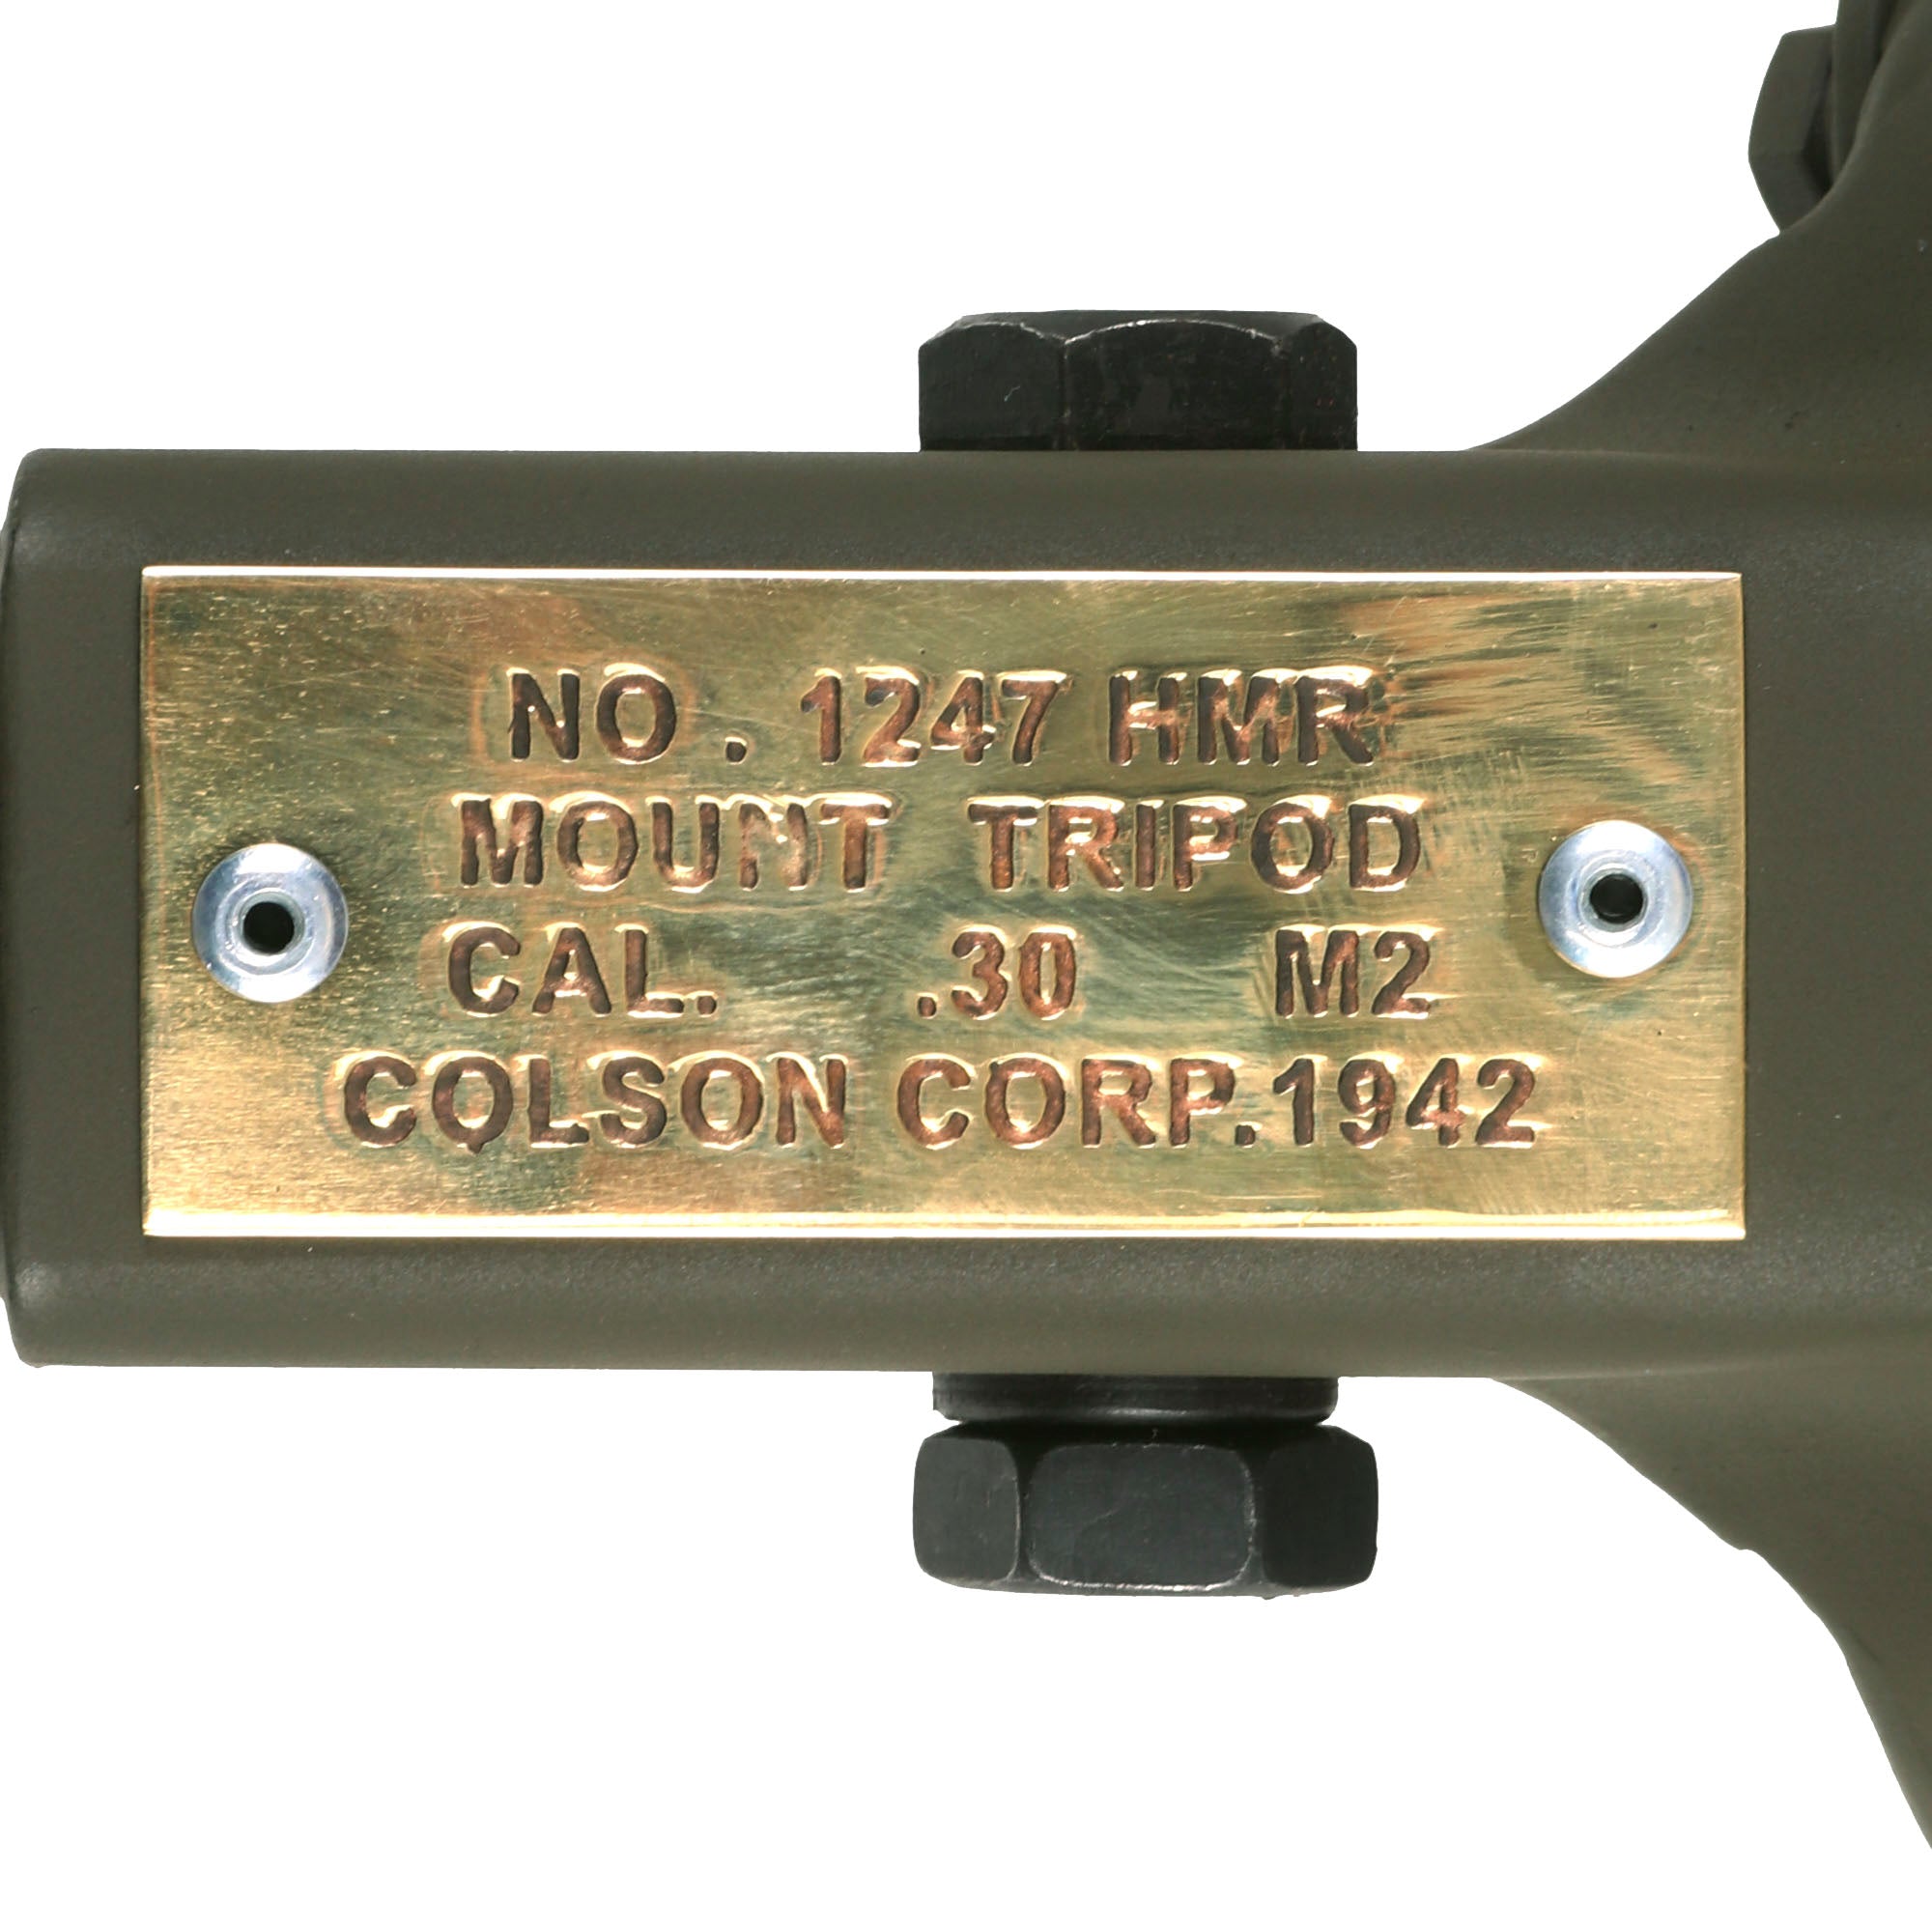 NO. 1247 HMR
MOUNT TRIPOD
CAL. .30 M2
COLSON CORP.1942